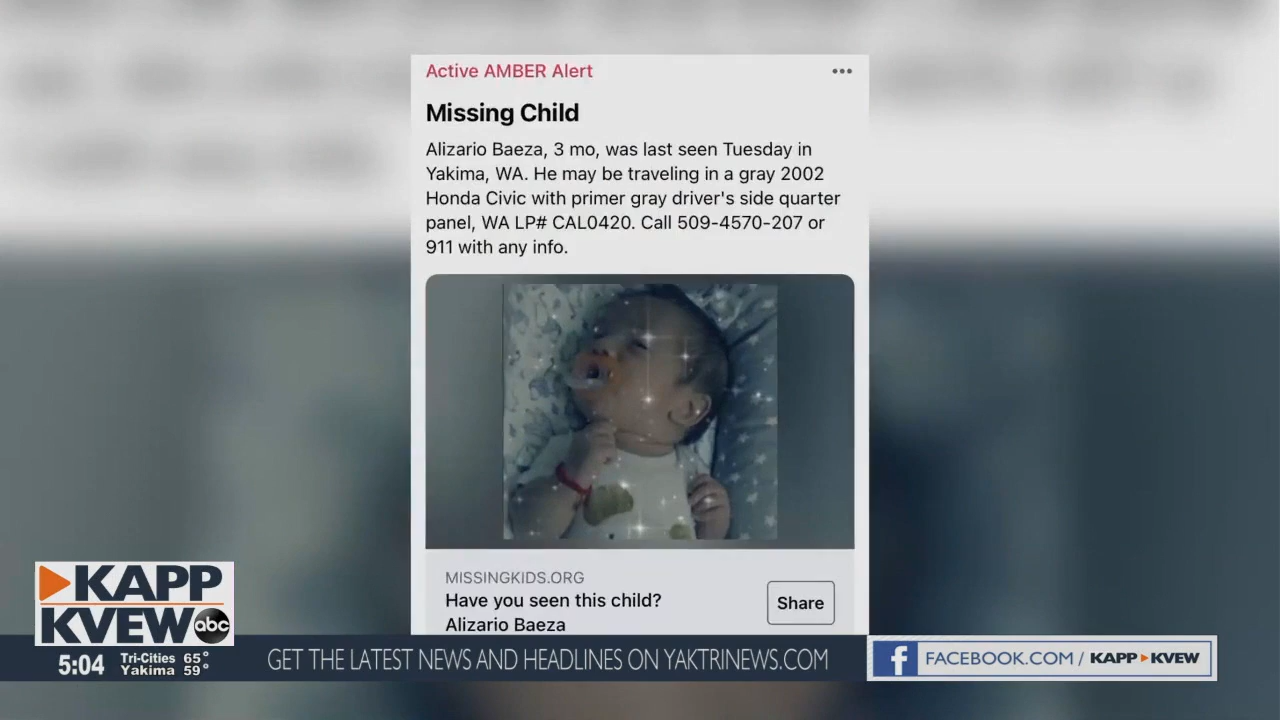 Active AMBER Alert
Missing Child
Alizario Baeza, 3 mo, was last seen Tuesday in
Yakima, WA. He may be traveling in a gray 2002
Honda Civic with primer gray driver's side quarter
panel, WA LP# CAL0420. Call 509-4570-207 or
911 with any info.
MISSINGKIDS.ORG
Have you seen this child?
Alizario Baeza
Share
KAPP
KVEW abc
5:04
Tri-Cities 65°
Yakima 59°
GET THE LATEST NEWS AND HEADLINES ON YAKTRINEWS.COM
f FACEBOOK.COM / KAPP KVEW